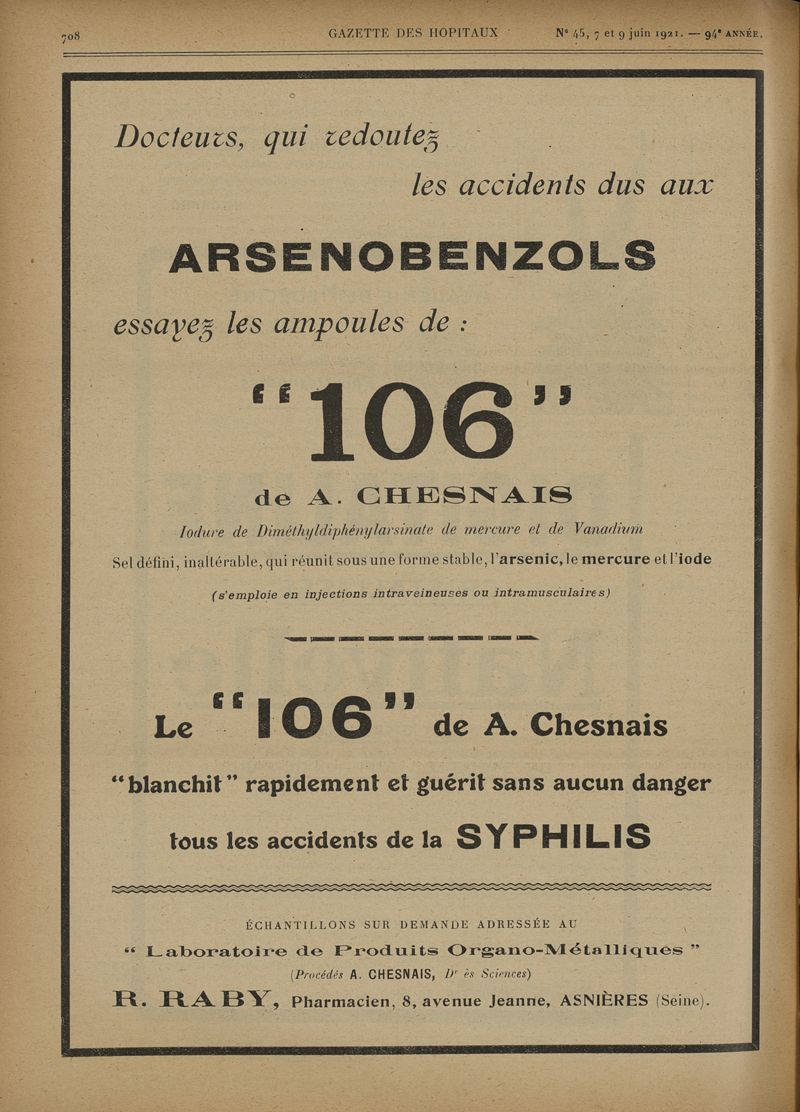 708 GAZETTE DES HOPITAUX N° 45, 7 et 9 juin 1921. — 94e ANNÉE.
Docteurs, qui redoutez
les accidents dus aux
ARSENOBENZOLS
essayez les ampoules de :
“106”
de A. CHESNAIS
Iodure de Diméthyldiphénylarsinate de mercure et de Vanadium
Sel défini, inaltérable, qui réunit sous une forme stable, l'arsenic, le mercure et l'iode
(s'emploie en injections intraveineuses ou intramusculaires)
Le “106” de A. Chesnais
“blanchit” rapidement et guérit sans aucun danger
tous les accidents de la SYPHILIS
ÉCHANTILLONS SUR DEMANDE ADRESSÉE AU
“ Laboratoire de Produits Organo-Métalliques ”
(Procédés A. CHESNAIS, Dr ès Sciences)
R. RABY, Pharmacien, 8, avenue Jeanne, ASNIÈRES (Seine).